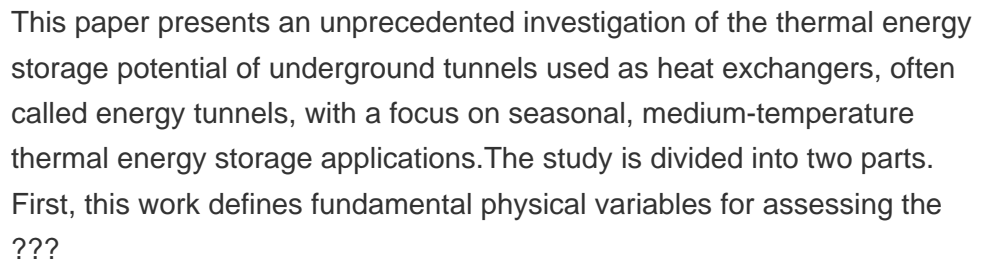 This paper presents an unprecedented investigation of the thermal energy
storage potential of underground tunnels used as heat exchangers, often
called energy tunnels, with a focus on seasonal, medium-temperature
thermal energy storage applications.The study is divided into two parts.
First, this work defines fundamental physical variables for assessing the
???